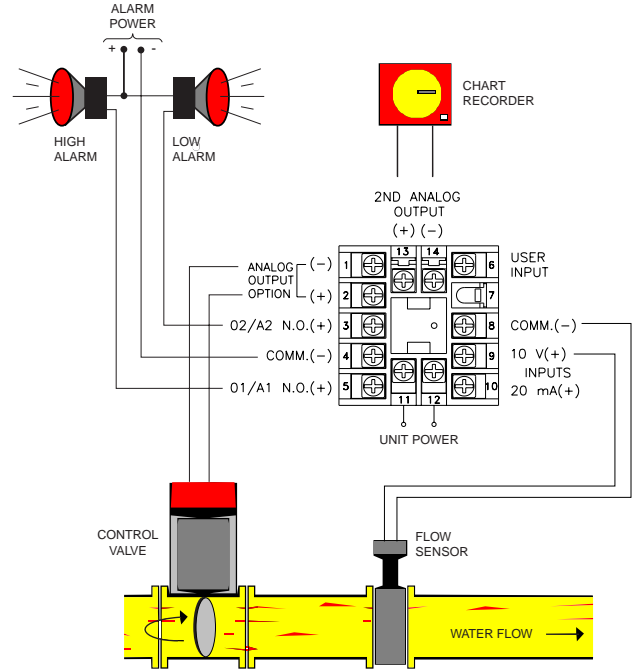 ALARM
POWER
+ -
HIGH
ALARM
LOW
ALARM
CHART
RECORDER
2ND ANALOG
OUTPUT
(+) (-)
13 14
ANALOG
OUTPUT
OPTION
(-)
(+)
1
2
O2/A2 N.O.(+) 3
COMM.(-) 4
O1/A1 N.O.(+) 5
6 USER
INPUT
7
8 COMM.(-)
9 10 V(+)
INPUTS
10 20 mA(+)
11 12
UNIT POWER
CONTROL
VALVE
FLOW
SENSOR
WATER FLOW